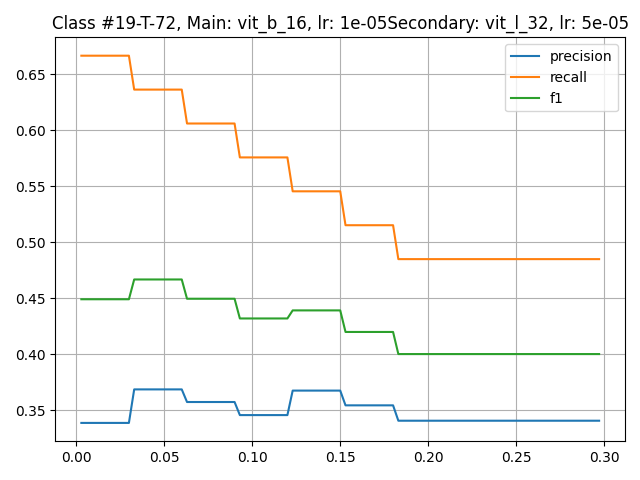 Class #19-T-72, Main: vit_b_16, lr: 1e-05Secondary: vit_l_32, lr: 5e-05
precision
recall
f1
0.65
0.60
0.55
0.50
0.45
0.40
0.35
0.00 0.05 0.10 0.15 0.20 0.25 0.30